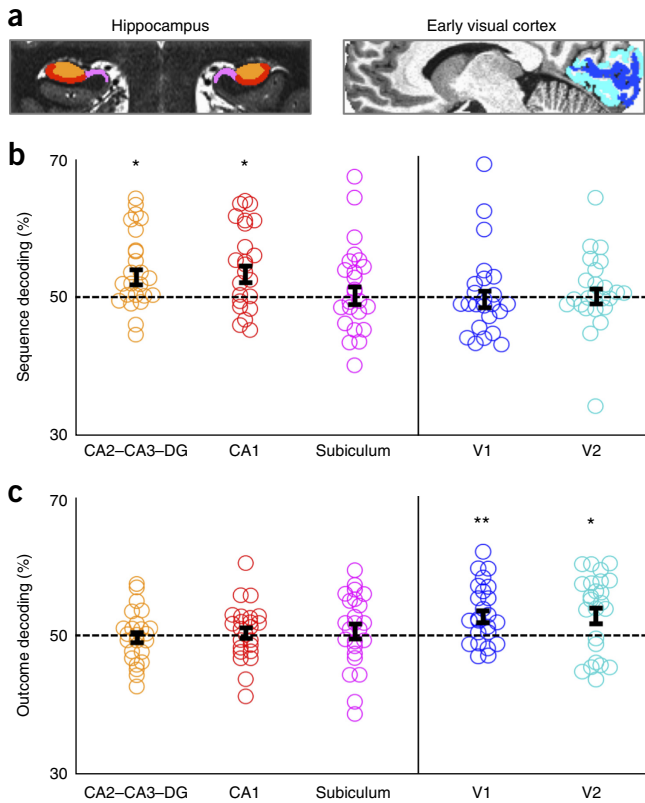 a
Hippocampus
Early visual cortex
b
70
* *
Sequence decoding (%)
50
30
CA2–CA3–DG CA1 Subiculum V1 V2
c
70
** *
Outcome decoding (%)
50
30
CA2–CA3–DG CA1 Subiculum V1 V2